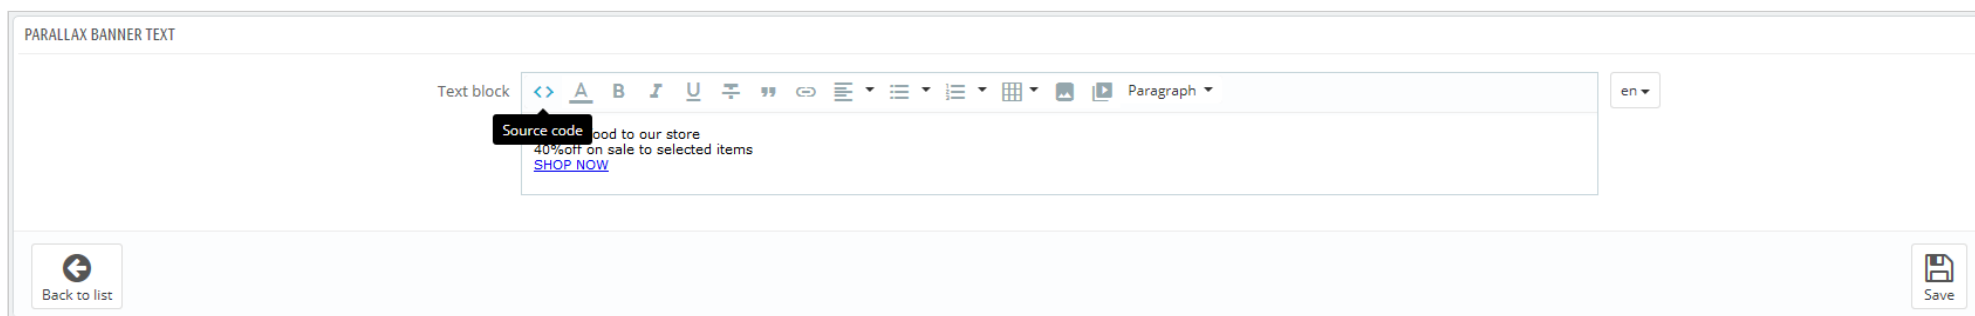 PARALLAX BANNER TEXT
Text block
A B I U Paragraph
en
Source code
ood to our store
40%off on sale to selected items
SHOP NOW
Back to list
Save